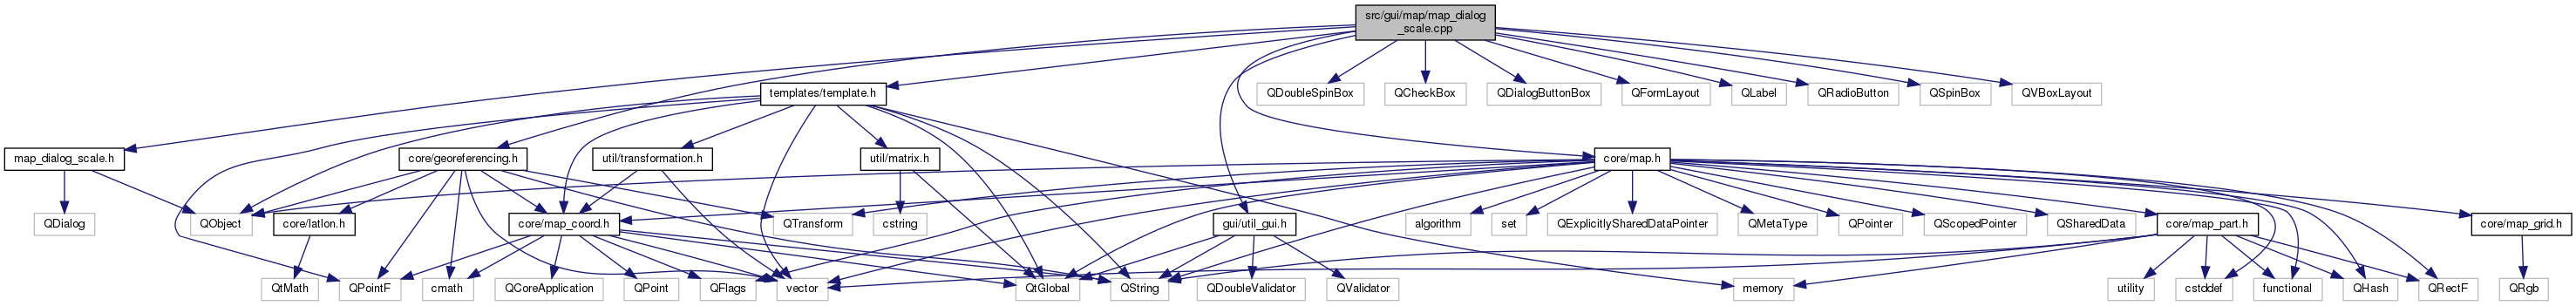 src/gui/map/map_dialog
_scale.cpp
QDoubleSpinBox
QCheckBox
QDialogButtonBox
QFormLayout
QLabel
QRadioButton
QSpinBox
QVBoxLayout
templates/template.h
map_dialog_scale.h
core/georeferencing.h
util/transformation.h
util/matrix.h
core/map.h
QDialog
QObject
core/latlon.h
core/map_coord.h
QTransform
cstring
gui/util_gui.h
algorithm
set
QExplicitlySharedDataPointer
QMetaType
QPointer
QScopedPointer
QSharedData
core/map_part.h
core/map_grid.h
QtMath
QPointF
cmath
QCoreApplication
QPoint
QFlags
vector
QtGlobal
QString
QDoubleValidator
QValidator
memory
utility
cstddef
functional
QHash
QRectF
QRgb